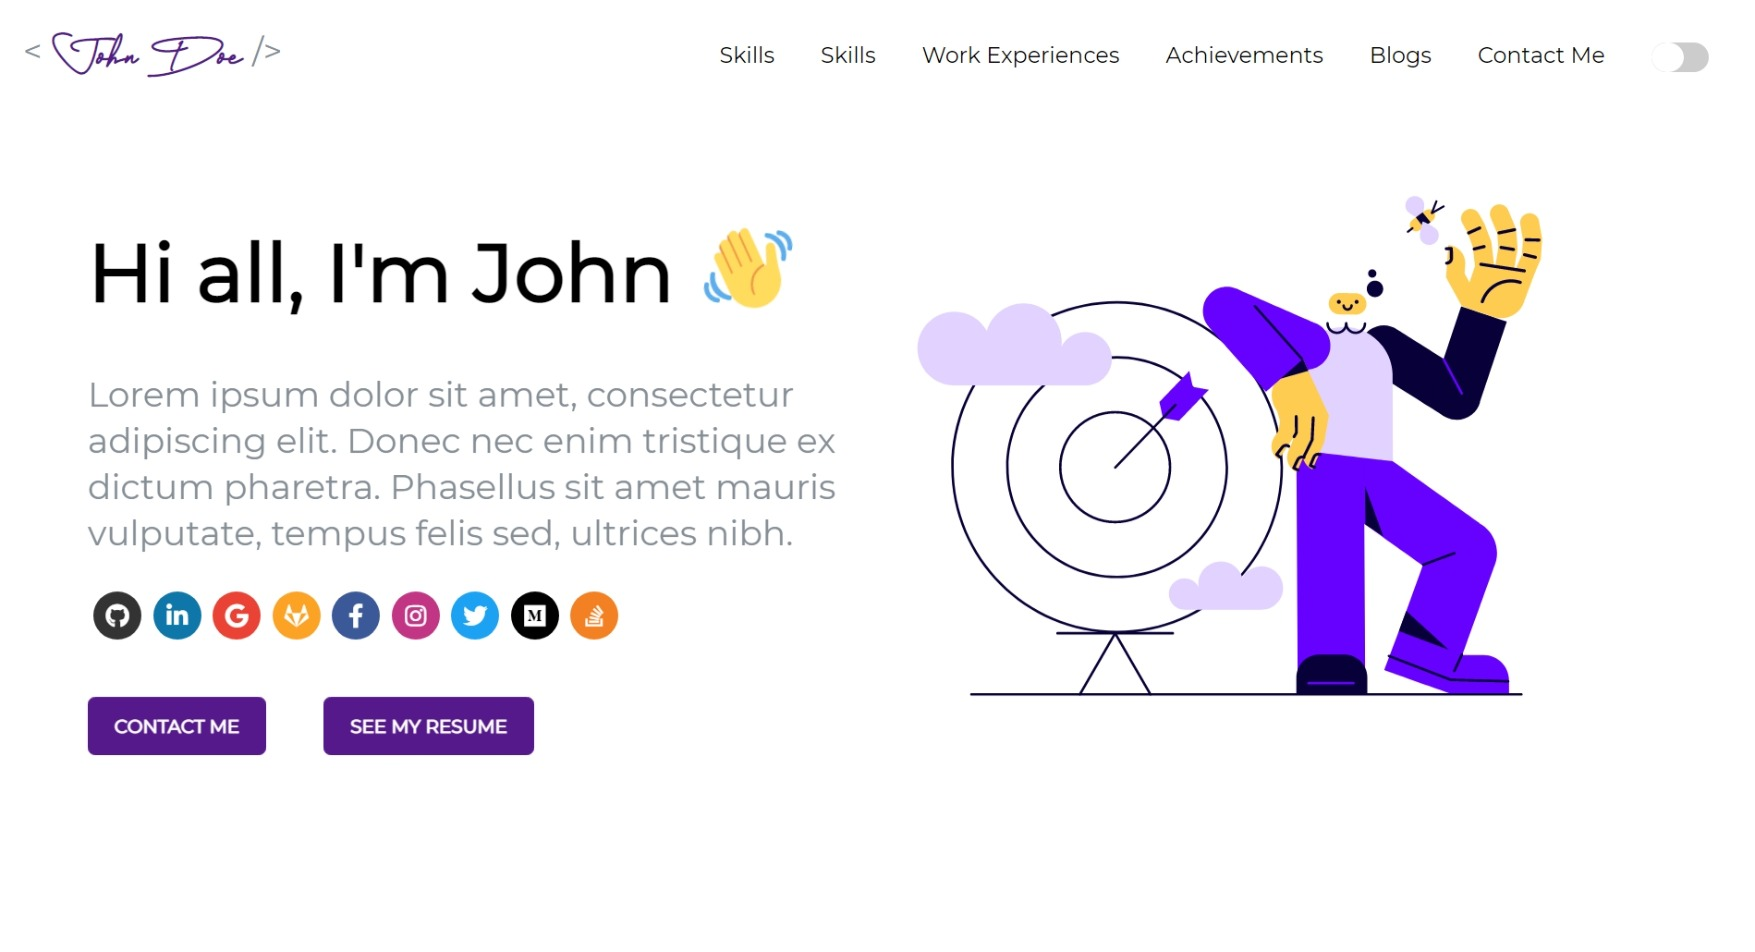 < John Doe />
Skills
Skills
Work Experiences
Achievements
Blogs
Contact Me
Hi all, I'm John
Lorem ipsum dolor sit amet, consectetur
adipiscing elit. Donec nec enim tristique ex
dictum pharetra. Phasellus sit amet mauris
vulputate, tempus felis sed, ultrices nibh.
in
G
f
M
CONTACT ME
SEE MY RESUME